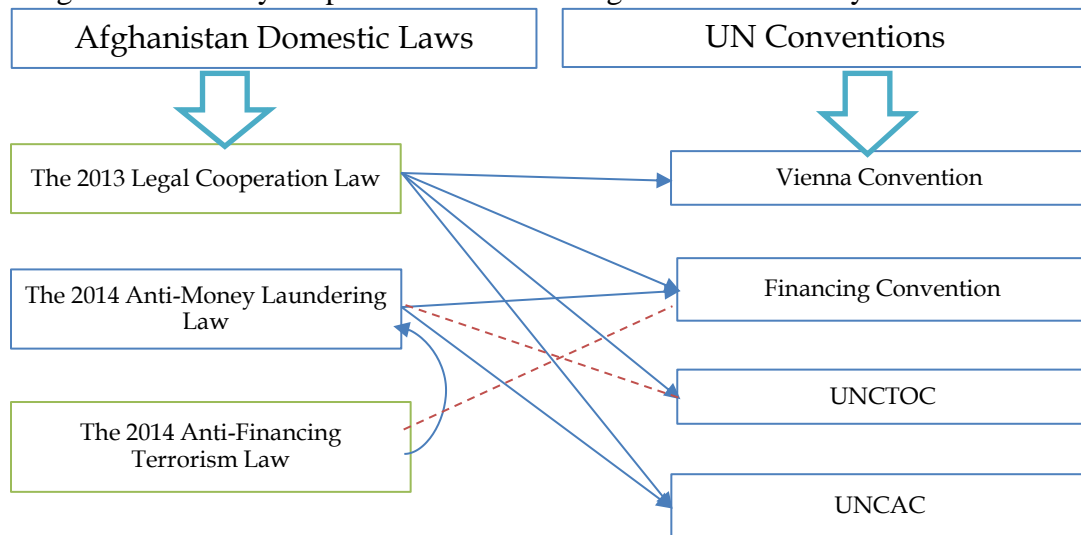 Afghanistan Domestic Laws
UN Conventions
The 2013 Legal Cooperation Law
Vienna Convention
The 2014 Anti-Money Laundering
Law
Financing Convention
UNCTOC
The 2014 Anti-Financing
Terrorism Law
UNCAC